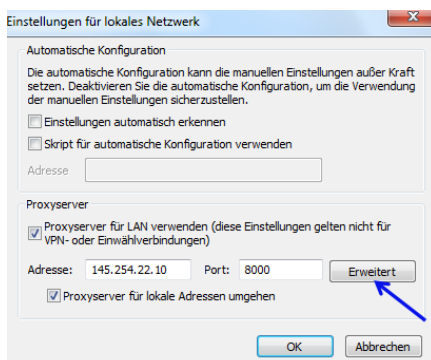 Einstellungen für lokales Netzwerk
Automatische Konfiguration
Die automatische Konfiguration kann die manuellen Einstellungen außer Kraft
setzen. Deaktivieren Sie die automatische Konfiguration, um die Verwendung
der manuellen Einstellungen sicherzustellen.
Einstellungen automatisch erkennen
Skript für automatische Konfiguration verwenden
Adresse
Proxyserver
Proxyserver für LAN verwenden (diese Einstellungen gelten nicht für
VPN- oder Einwählverbindungen)
Adresse: 145.254.22.10 Port: 8000 Erweitert
Proxyserver für lokale Adressen umgehen
OK Abbrechen